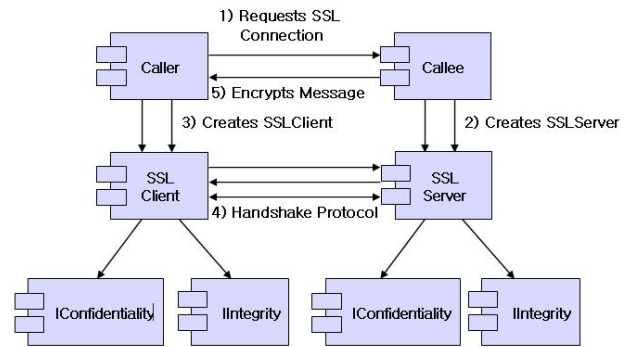 1) Requests SSL
Connection
Caller
Callee
5) Encrypts Message
3) Creates SSLClient
2) Creates SSLServer
SSL
Client
SSL
Server
4) Handshake Protocol
IConfidentiality
IIntegrity
IConfidentiality
IIntegrity